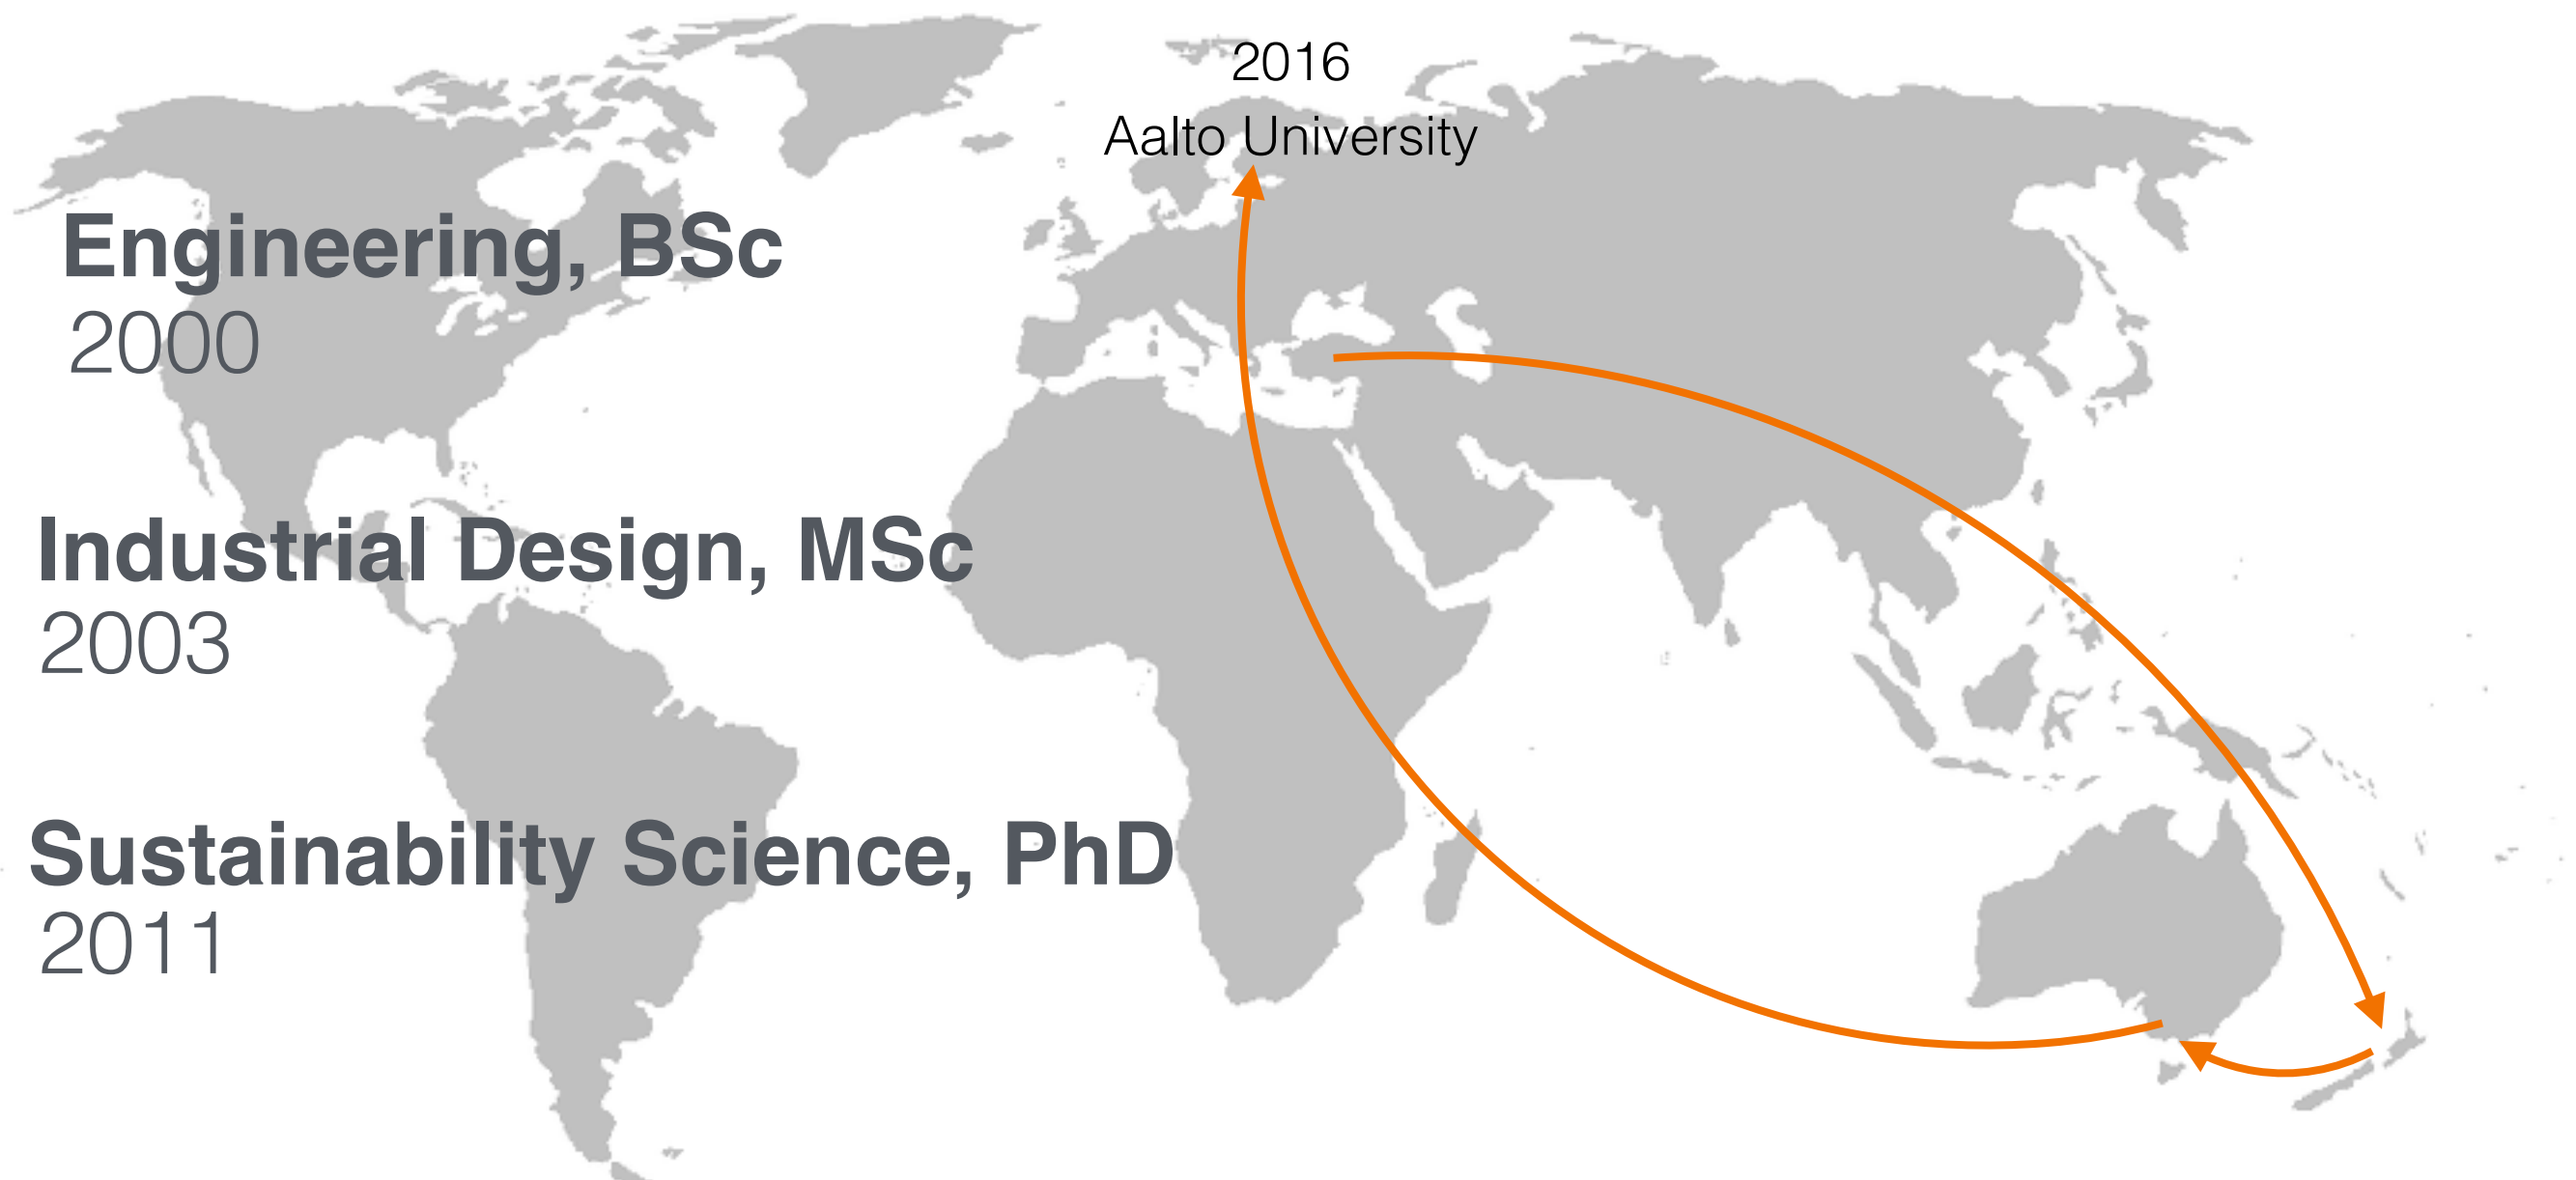 2016
Aalto University
Engineering, BSc
2000
Industrial Design, MSc
2003
Sustainability Science, PhD
2011